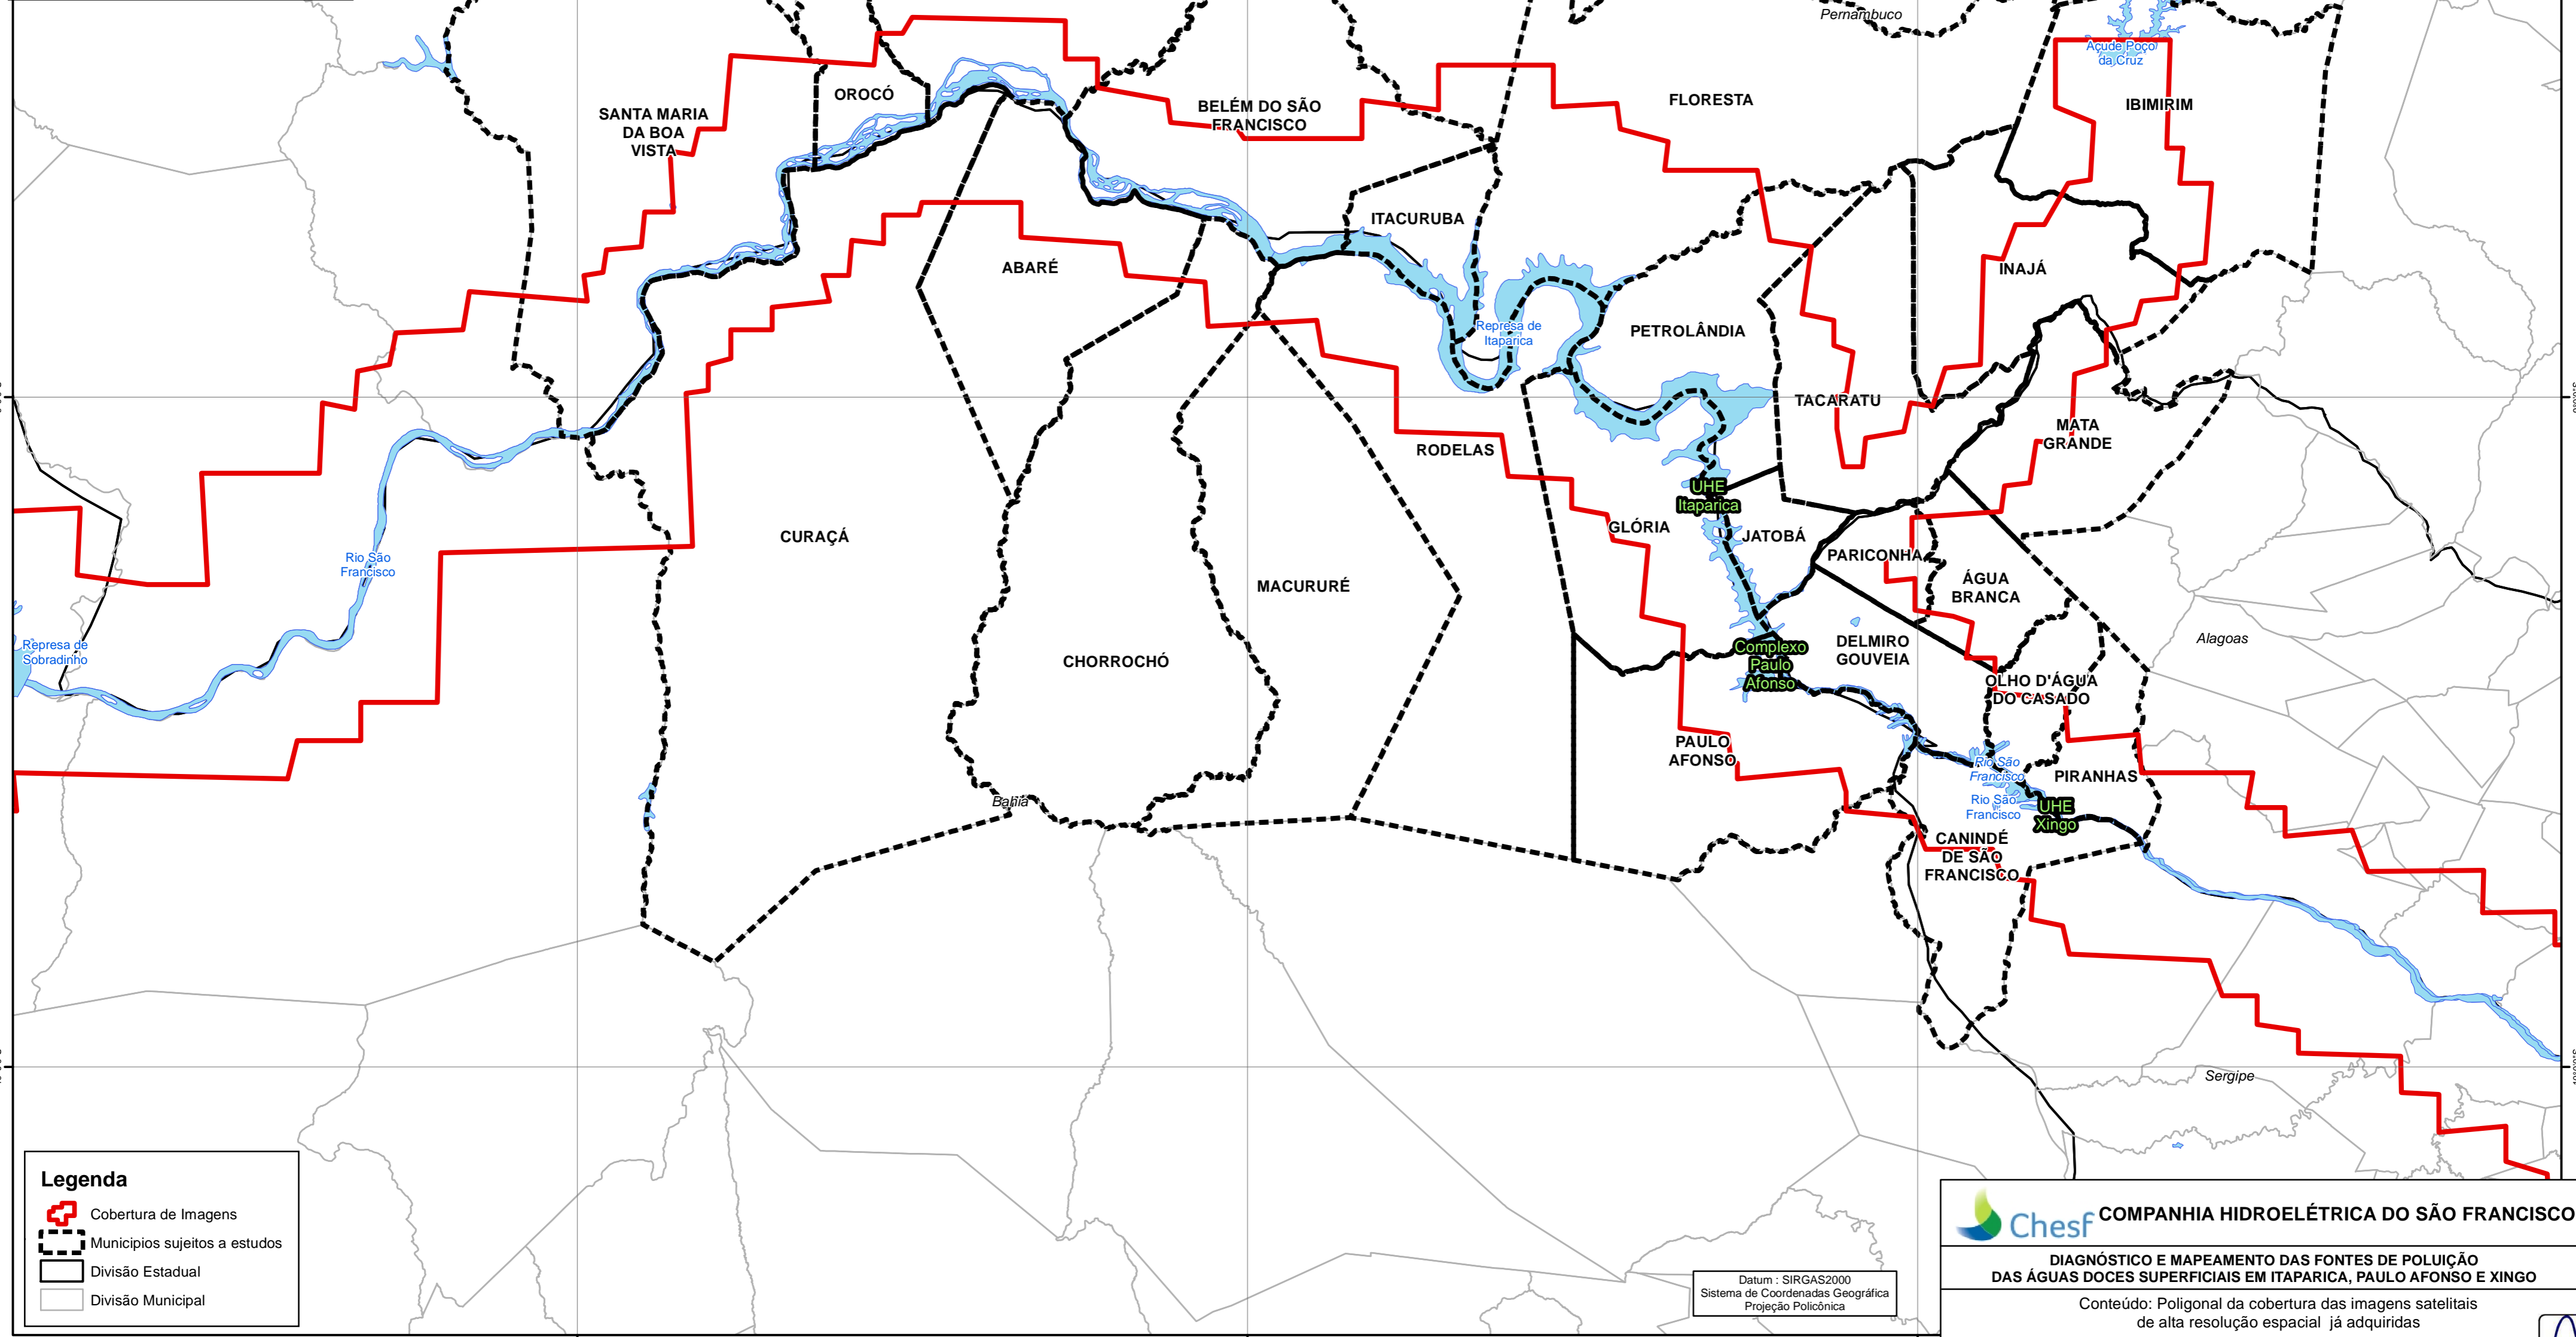 Pernambuco
Açude Poço
da Cruz
SANTA MARIA
DA BOA
VISTA
OROCÓ
BELÉM DO SÃO
FRANCISCO
FLORESTA
IBIMIRIM
ITACURUBA
ABARÉ
INAJÁ
Represa de
Itaparica
PETROLÂNDIA
TACARATU
MATA
GRANDE
RODELAS
UHE
Itaparica
GLÓRIA
JATOBÁ
CURAÇÁ
PARICONHA
Rio São
Francisco
MACURURÉ
ÁGUA
BRANCA
Represa de
Sobradinho
CHORROCHÓ
Complexo
Paulo
Afonso
DELMIRO
GOUVEIA
Alagoas
OLHO D'ÁGUA
DO CASADO
PAULO
AFONSO
Rio São
Francisco
PIRANHAS
Bahia
Rio São
Francisco
UHE
Xingo
CANINDÉ
DE SÃO
FRANCISCO
Sergipe
Legenda
Cobertura de Imagens
Municipios sujeitos a estudos
Divisão Estadual
Divisão Municipal
Datum : SIRGAS2000
Sistema de Coordenadas Geográfica
Projeção Policônica
Chesf COMPANHIA HIDROELÉTRICA DO SÃO FRANCISCO
DIAGNÓSTICO E MAPEAMENTO DAS FONTES DE POLUIÇÃO
DAS ÁGUAS DOCES SUPERFICIAIS EM ITAPARICA, PAULO AFONSO E XINGO
Conteúdo: Poligonal da cobertura das imagens satelitais
de alta resolução espacial já adquiridas